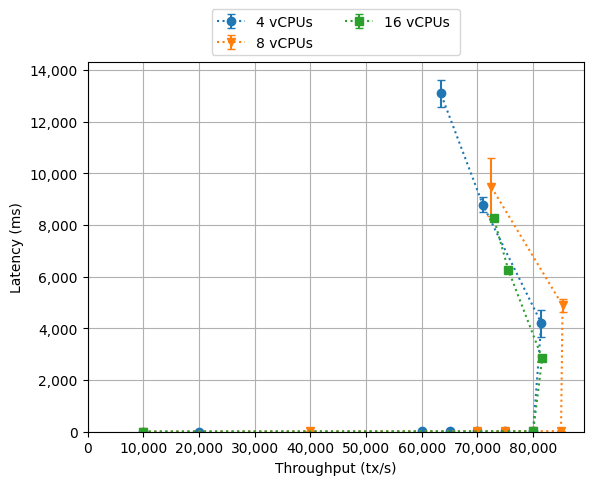 4 vCPUs
8 vCPUs
16 vCPUs
14,000
12,000
10,000
8,000
6,000
4,000
2,000
0
Latency (ms)
0 10,000 20,000 30,000 40,000 50,000 60,000 70,000 80,000
Throughput (tx/s)